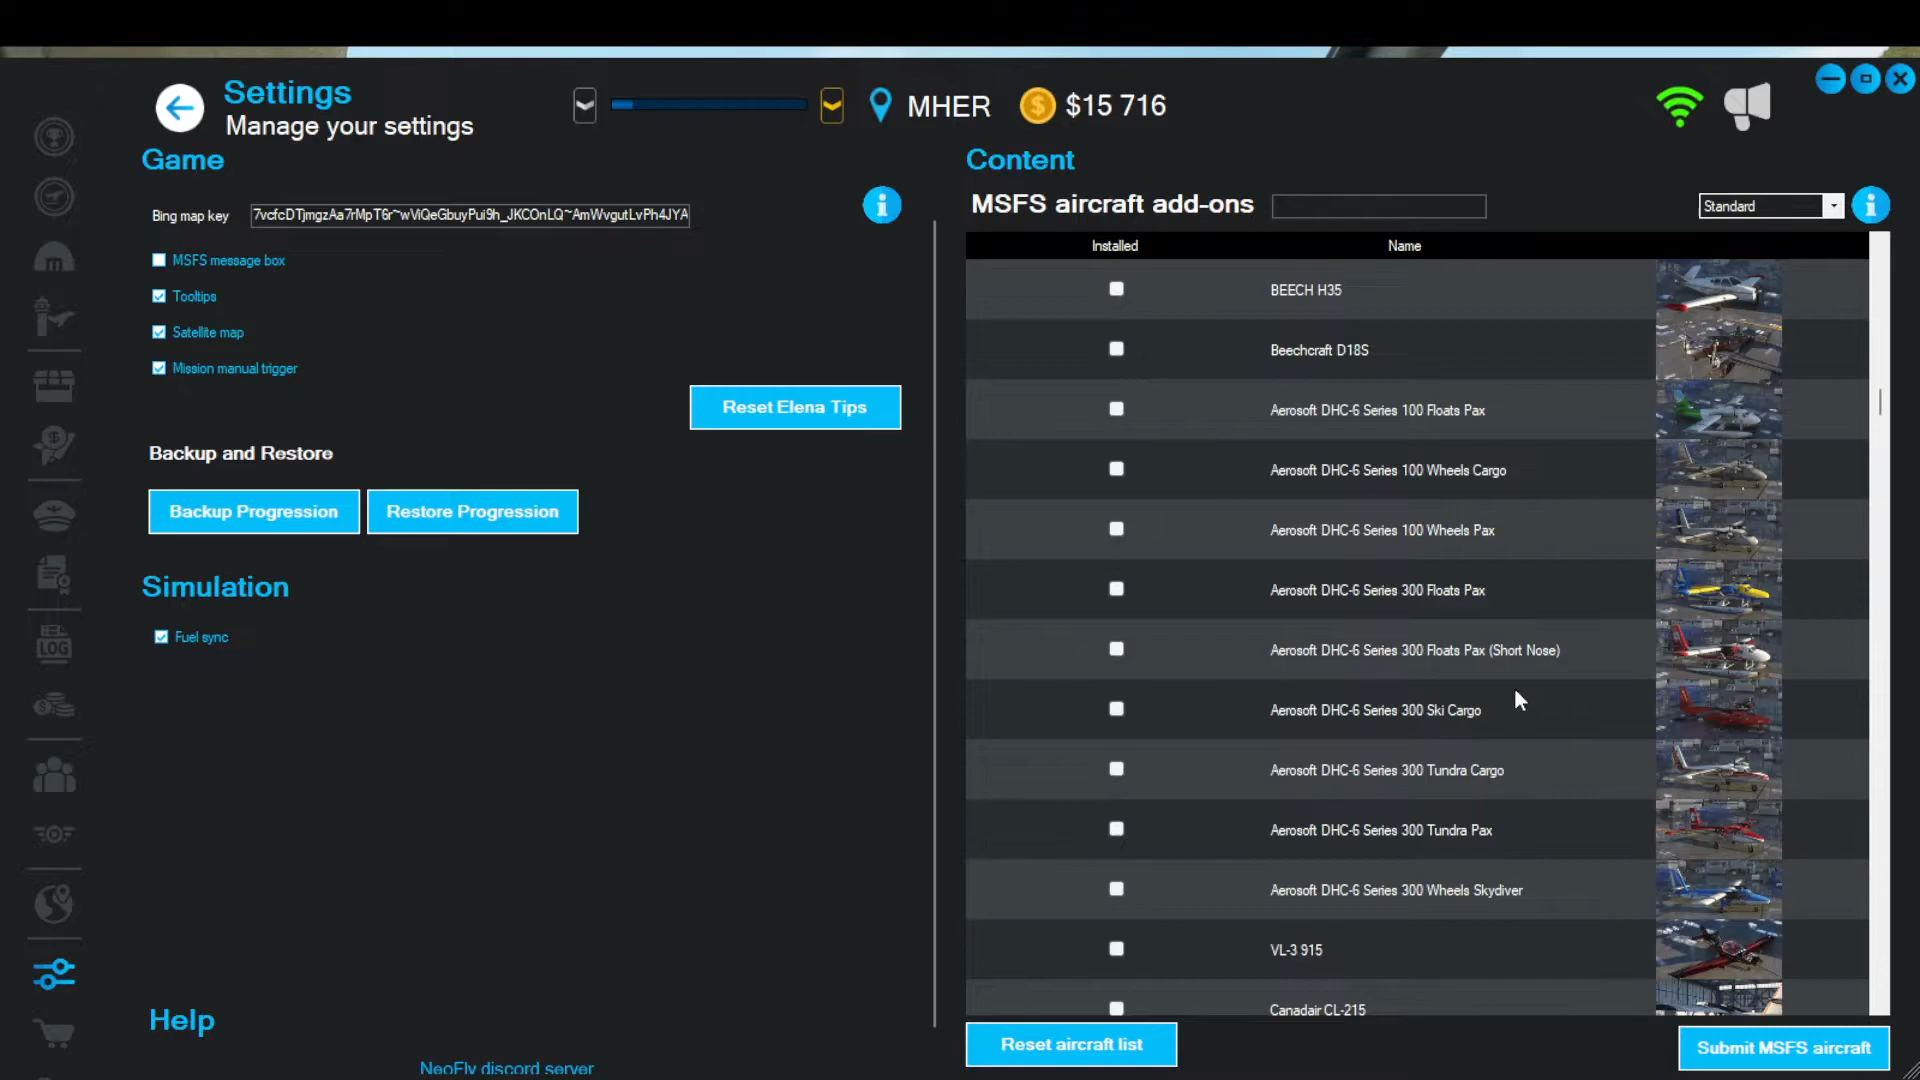 Settings
Manage your settings
MHER
$15 716
Game
Bing map key
7vcfcDTjmgzAa7rMpT6r~wViQeGbuyPui9h_JKCOnLQ~AmWvgutLvPh4JYA
MSFS message box
Tooltips
Satellite map
Mission manual trigger
Reset Elena Tips
Backup and Restore
Backup Progression
Restore Progression
Simulation
Fuel sync
LOG
Help
NeoFly discord server
Content
MSFS aircraft add-ons
Standard
Installed
Name
BEECH H35
Beechcraft D18S
Aerosoft DHC-6 Series 100 Floats Pax
Aerosoft DHC-6 Series 100 Wheels Cargo
Aerosoft DHC-6 Series 100 Wheels Pax
Aerosoft DHC-6 Series 300 Floats Pax
Aerosoft DHC-6 Series 300 Floats Pax (Short Nose)
Aerosoft DHC-6 Series 300 Ski Cargo
Aerosoft DHC-6 Series 300 Tundra Cargo
Aerosoft DHC-6 Series 300 Tundra Pax
Aerosoft DHC-6 Series 300 Wheels Skydiver
VL-3 915
Canadair CL-215
Reset aircraft list
Submit MSFS aircraft